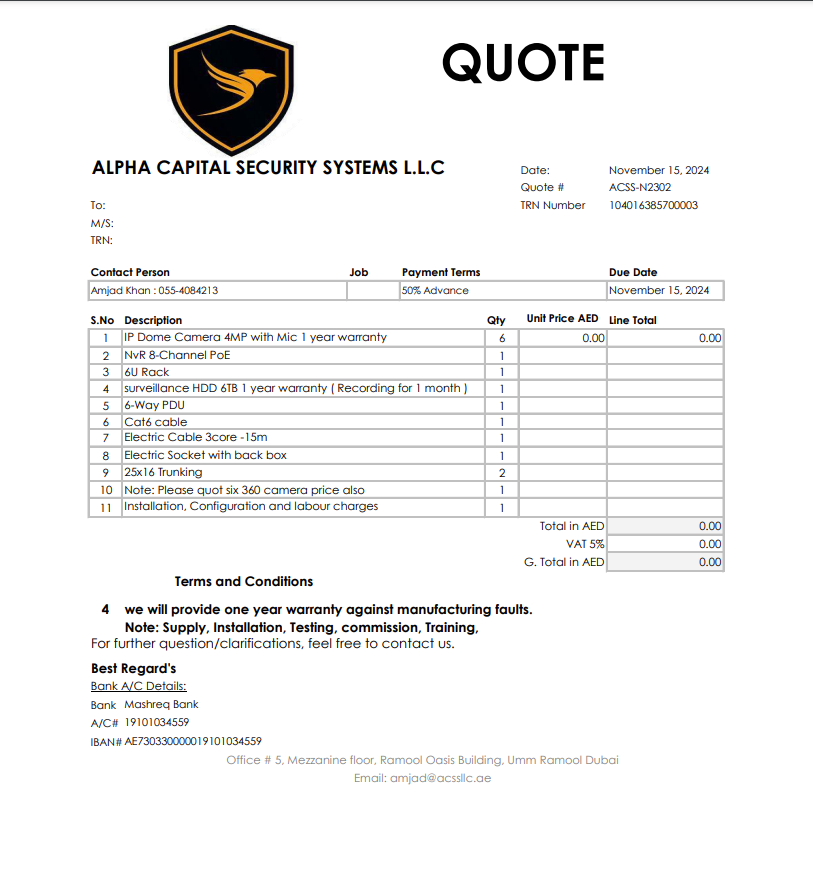 QUOTE
ALPHA CAPITAL SECURITY SYSTEMS L.L.C
Date: November 15, 2024
Quote # ACSS-N2302
TRN Number 104016385700003
To:
M/S:
TRN:
Contact Person Job Payment Terms Due Date
Amjad Khan : 055-4084213 50% Advance November 15, 2024
S.No Description Qty Unit Price AED Line Total
1 IP Dome Camera 4MP with Mic 1 year warranty 6 0.00 0.00
2 NvR 8-Channel PoE 1
3 6U Rack 1
4 surveillance HDD 6TB 1 year warranty ( Recording for 1 month ) 1
5 6-Way PDU 1
6 Cat6 cable 1
7 Electric Cable 3core -15m 1
8 Electric Socket with back box 1
9 25x16 Trunking 2
10 Note: Please quot six 360 camera price also 1
11 Installation, Configuration and labour charges 1
Total in AED 0.00
VAT 5% 0.00
G. Total in AED 0.00
Terms and Conditions
4 we will provide one year warranty against manufacturing faults.
Note: Supply, Installation, Testing, commission, Training,
For further question/clarifications, feel free to contact us.
Best Regard's
Bank A/C Details:
Bank Mashreq Bank
A/C# 19101034559
IBAN# AE730330000019101034559
Office # 5, Mezzanine floor, Ramool Oasis Building, Umm Ramool Dubai
Email: amjad@acssllc.ae